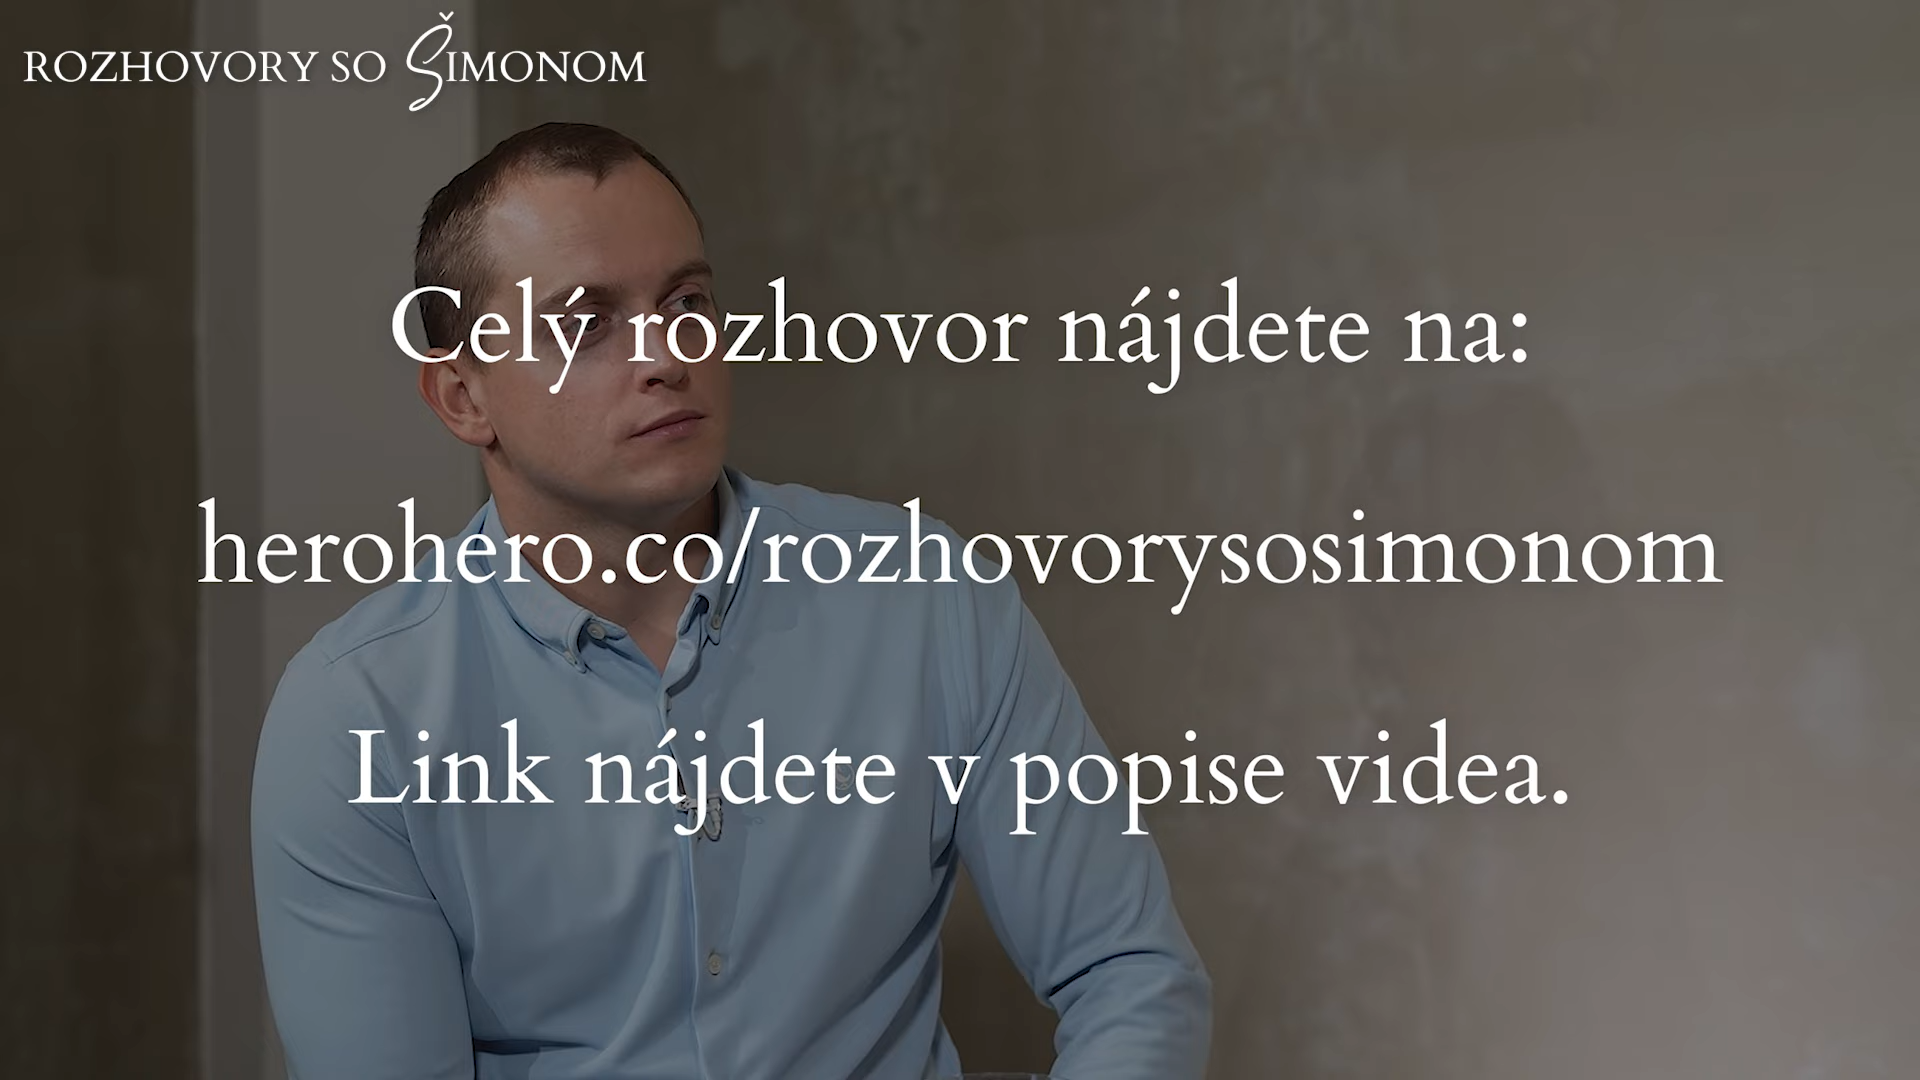 ROZHOVORY SO ŠIMONOM
Celý rozhovor nájdete na:
herohero.co/rozhovorysosimonom
Link nájdete v popise videa.